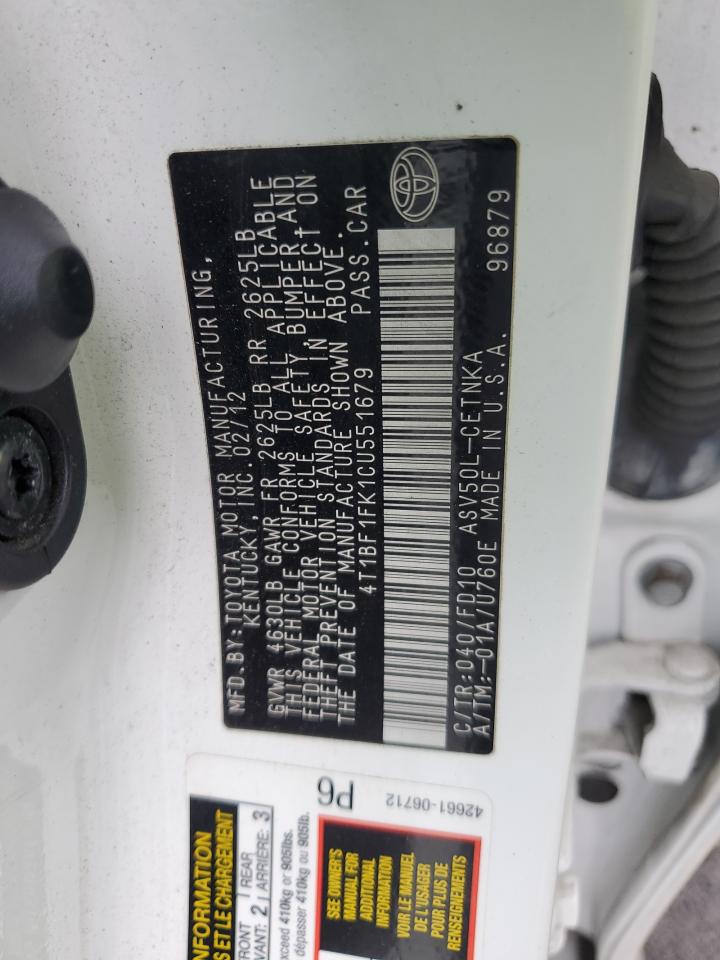 MFD.BY:TOYOTA MOTOR MANUFACTURING,
KENTUCKY, INC.02/12
GVWR 4630LB GAWR FR 2625LB RR 2625LB
THIS VEHICLE CONFORMS TO ALL APPLICABLE
FEDERAL MOTOR VEHICLE SAFETY, BUMPER AND
THEFT PREVENTION STANDARDS IN EFFECT ON
THE DATE OF MANUFACTURE SHOWN ABOVE.
4T1BF1FK1CU551679 PASS.CAR
C/TR:040/FD10 ASV50L-CETNKA
A/TM:-01A/U760E MADE IN U.S.A. 96879
P6
42661-06712
NFORMATION
S ET LE CHARGEMENT
FRONT
AVANT: 2
REAR
ARRIÈRE: 3
xceed 410kg or 905lbs.
dépasser 410kg ou 905lb.
SEE OWNER'S
MANUAL FOR
ADDITIONAL
INFORMATION
VOIR LE MANUEL
DE L'USAGER
POUR PLUS DE
RENSEIGNEMENTS